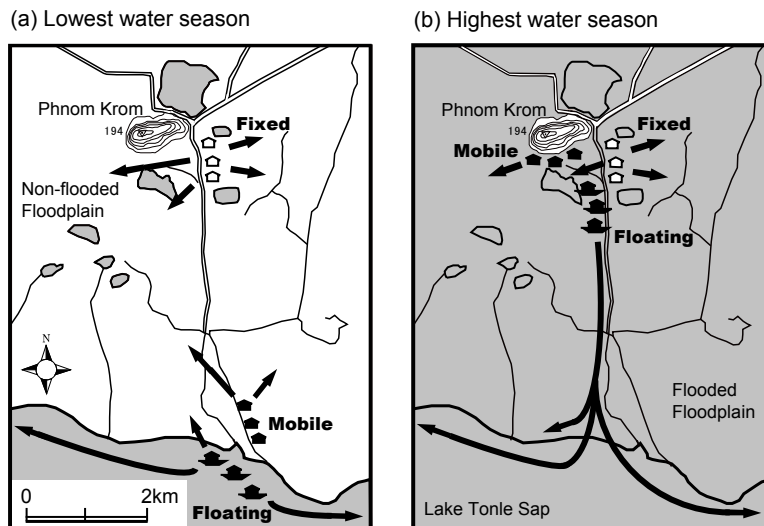 (a) Lowest water season
Phnom Krom
194
Fixed
Non-flooded
Floodplain
N
Mobile
Floating
0 2km
(b) Highest water season
Phnom Krom
194
Fixed
Mobile
Floating
Flooded
Floodplain
Lake Tonle Sap